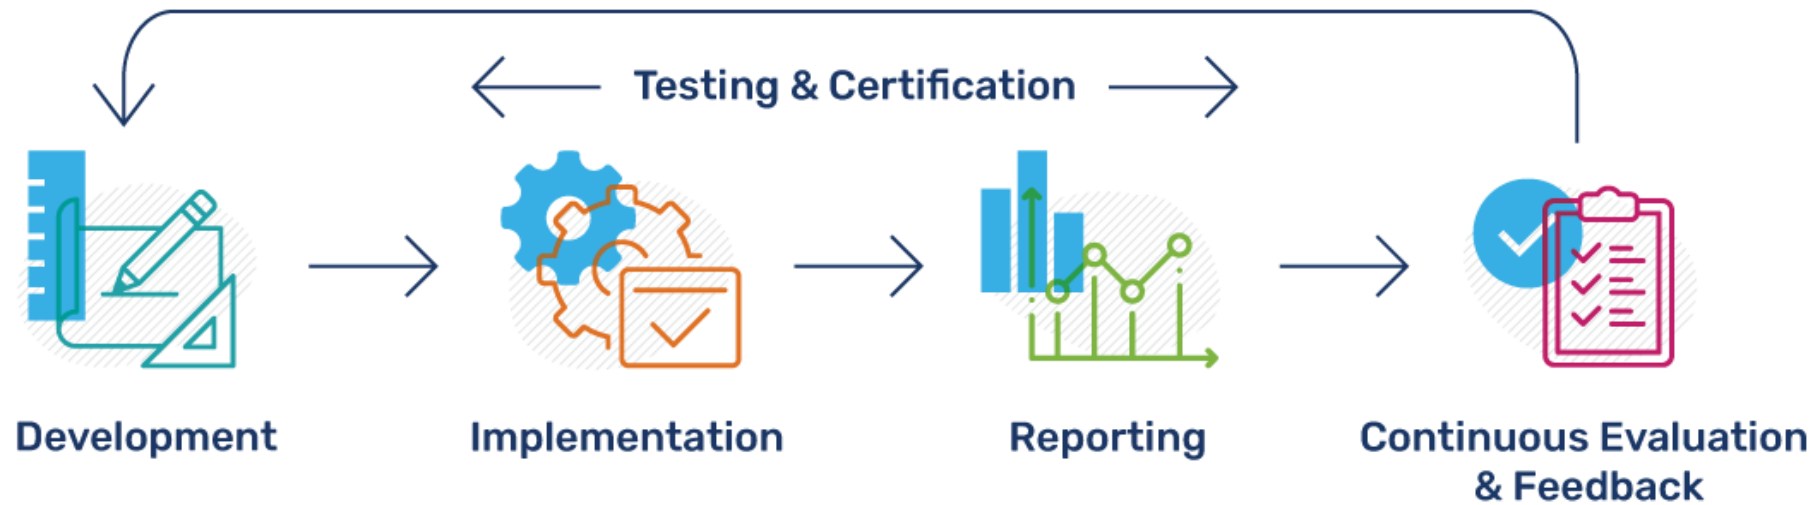 Testing & Certification
Development
Implementation
Reporting
Continuous Evaluation
& Feedback